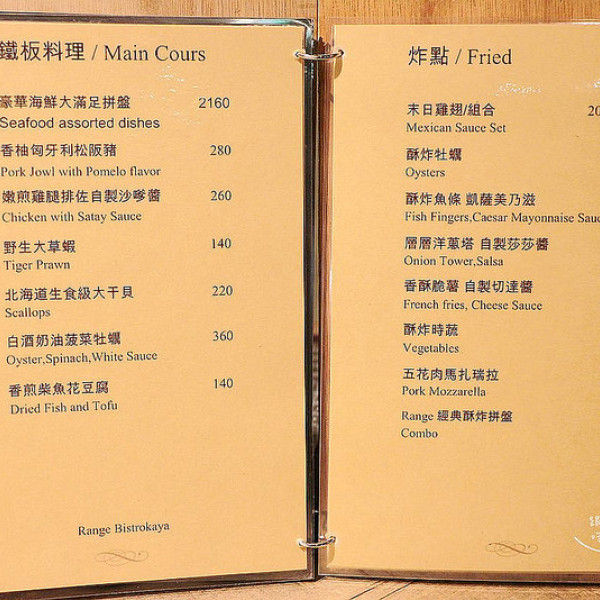 鐵板料理 / Main Cours
豪華海鮮大滿足拼盤 2160
Seafood assorted dishes
香柚匈牙利松阪豬 280
Pork Jowl with Pomelo flavor
嫩煎雞腿排佐自製沙嗲醬 260
Chicken with Satay Sauce
野生大草蝦 140
Tiger Prawn
北海道生食級大干貝 220
Scallops
白酒奶油菠菜牡蠣 360
Oyster,Spinach,White Sauce
香煎柴魚花豆腐 140
Dried Fish and Tofu
Range Bistrokaya
炸點 / Fried
末日雞翅/組合 20
Mexican Sauce Set
酥炸牡蠣
Oysters
酥炸魚條 凱薩美乃滋
Fish Fingers,Caesar Mayonnaise Sauc
層層洋蔥塔 自製莎莎醬
Onion Tower,Salsa
香酥脆薯 自製切達醬
French fries, Cheese Sauce
酥炸時蔬
Vegetables
五花肉馬扎瑞拉
Pork Mozzarella
Range 經典酥炸拼盤
Combo